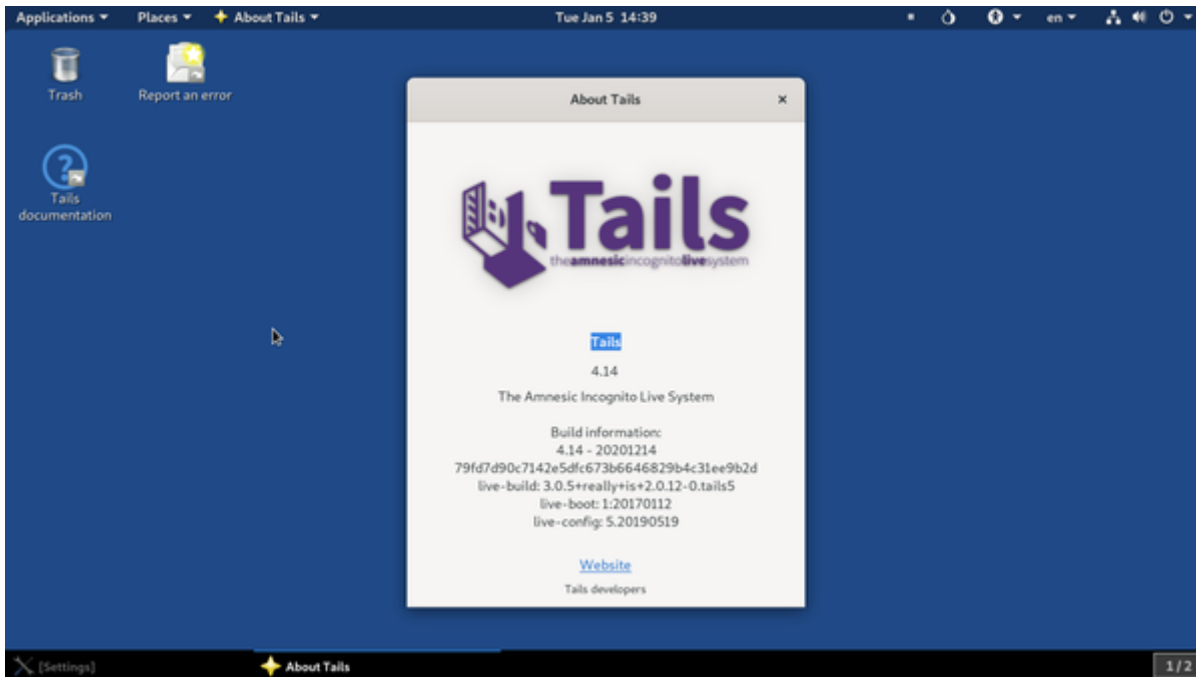 Applications Places About Tails Tue Jan 5 14:39 en
Trash
Report an error
Tails
documentation
About Tails
Tails
theamnesicincognitolivesystem
Tails
4.14
The Amnesic Incognito Live System
Build information:
4.14 - 20201214
79fd7d90c7142e5dfc673b6646829b4c31ee9b2d
live-build: 3.0.5+really+is+2.0.12-0.tails5
live-boot: 1:20170112
live-config: 5.20190519
Website
Tails developers
[Settings] About Tails 1/2